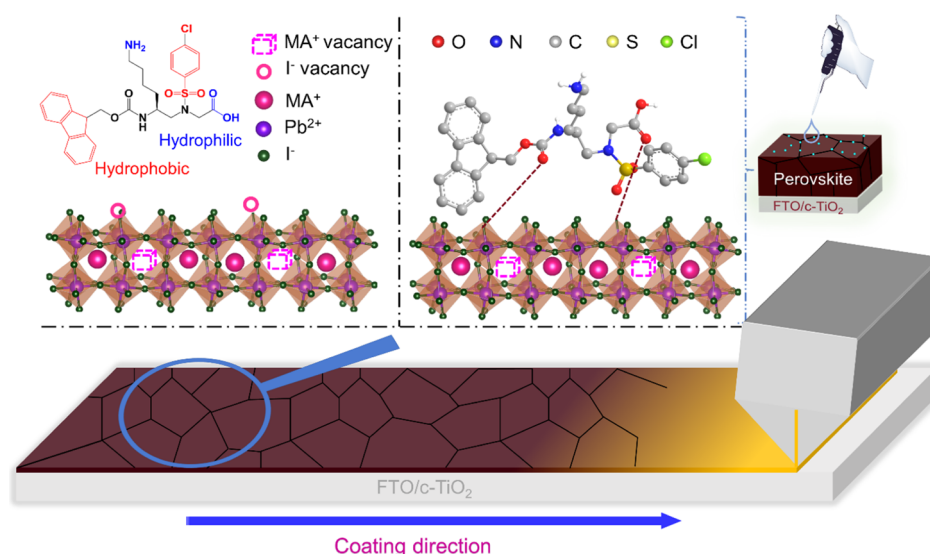 Cl
NH₂
O
O
S
O
O
N
H
N
O
OH
Hydrophilic
Hydrophobic
MA⁺ vacancy
I⁻ vacancy
MA⁺
Pb²⁺
I⁻
O N C S Cl
Perovskite
FTO/c-TiO₂
FTO/c-TiO₂
Coating direction